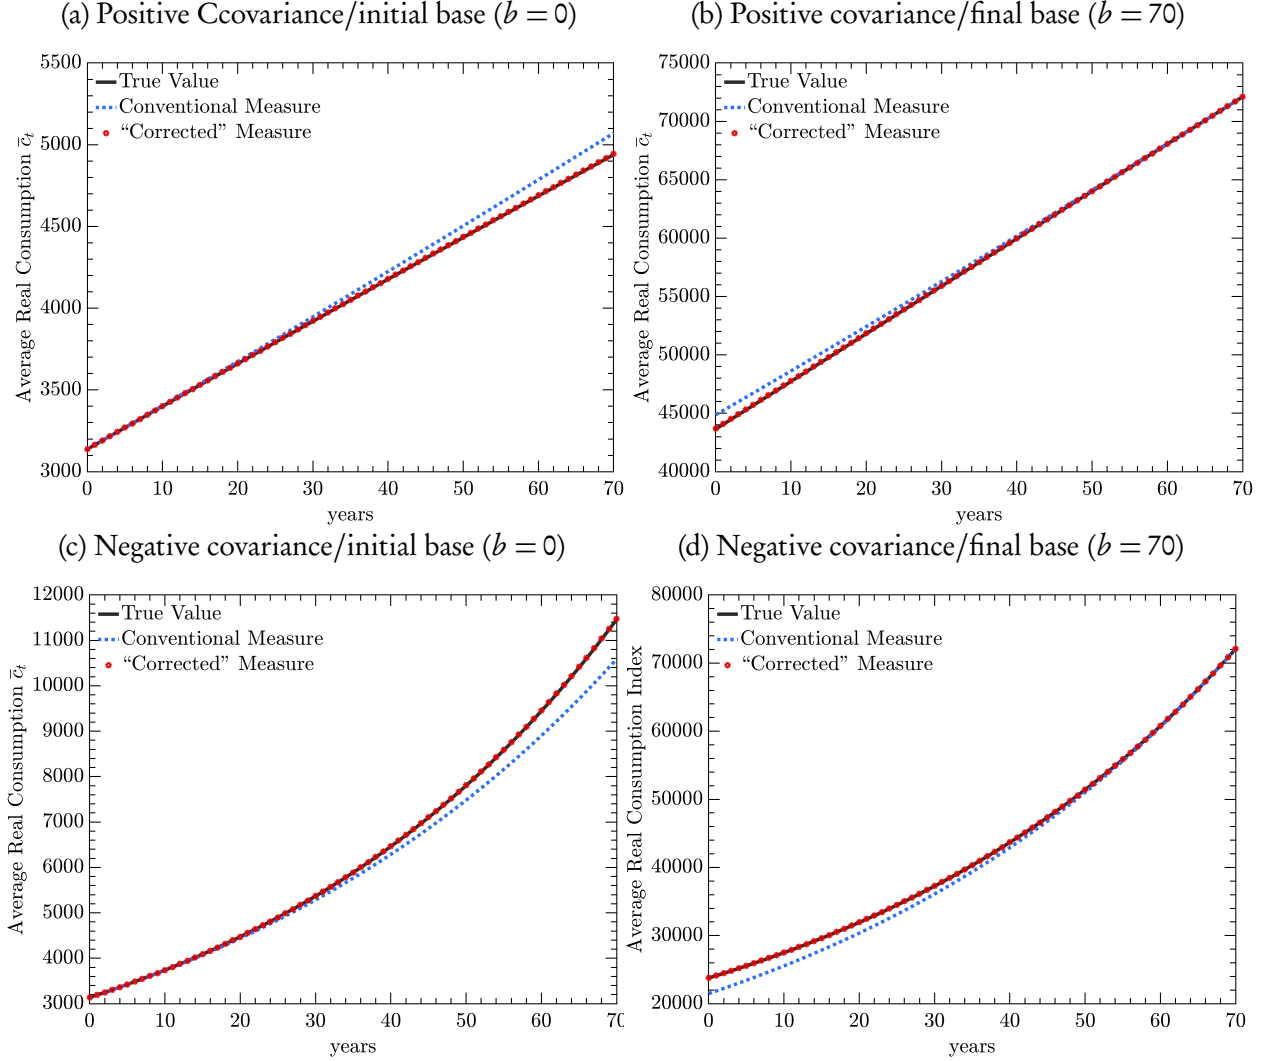 (a) Positive Ccovariance/initial base (b = 0)
5500
5000
4500
4000
3500
3000
Average Real Consumption c̄ₜ
True Value
Conventional Measure
“Corrected” Measure
0 10 20 30 40 50 60 70
years
(b) Positive covariance/final base (b = 70)
75000
70000
65000
60000
55000
50000
45000
40000
Average Real Consumption c̄ₜ
True Value
Conventional Measure
“Corrected” Measure
0 10 20 30 40 50 60 70
years
(c) Negative covariance/initial base (b = 0)
12000
11000
10000
9000
8000
7000
6000
5000
4000
3000
Average Real Consumption c̄ₜ
True Value
Conventional Measure
“Corrected” Measure
0 10 20 30 40 50 60 70
years
(d) Negative covariance/final base (b = 70)
80000
70000
60000
50000
40000
30000
20000
Average Real Consumption Index
True Value
Conventional Measure
“Corrected” Measure
0 10 20 30 40 50 60 70
years